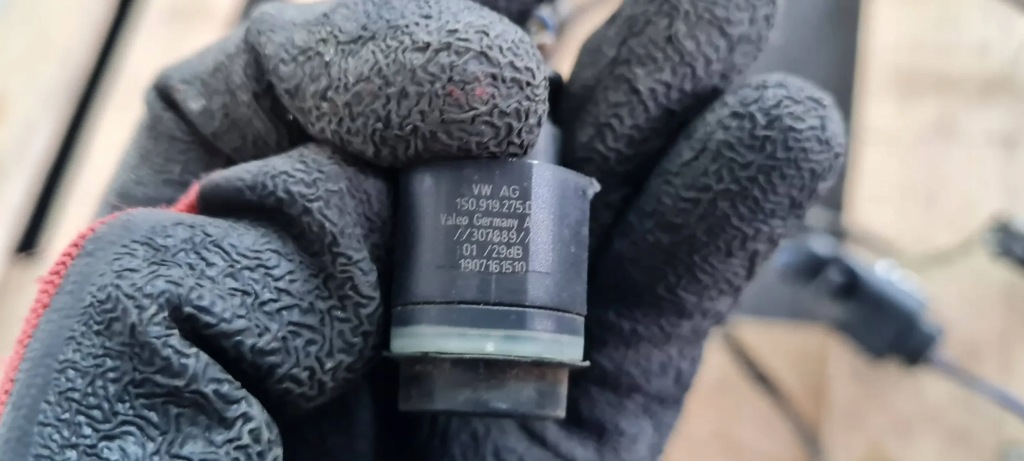 VW AG
1S0.919.275.D
Valeo Germany A
//307889//
01 /29dB
1907161510